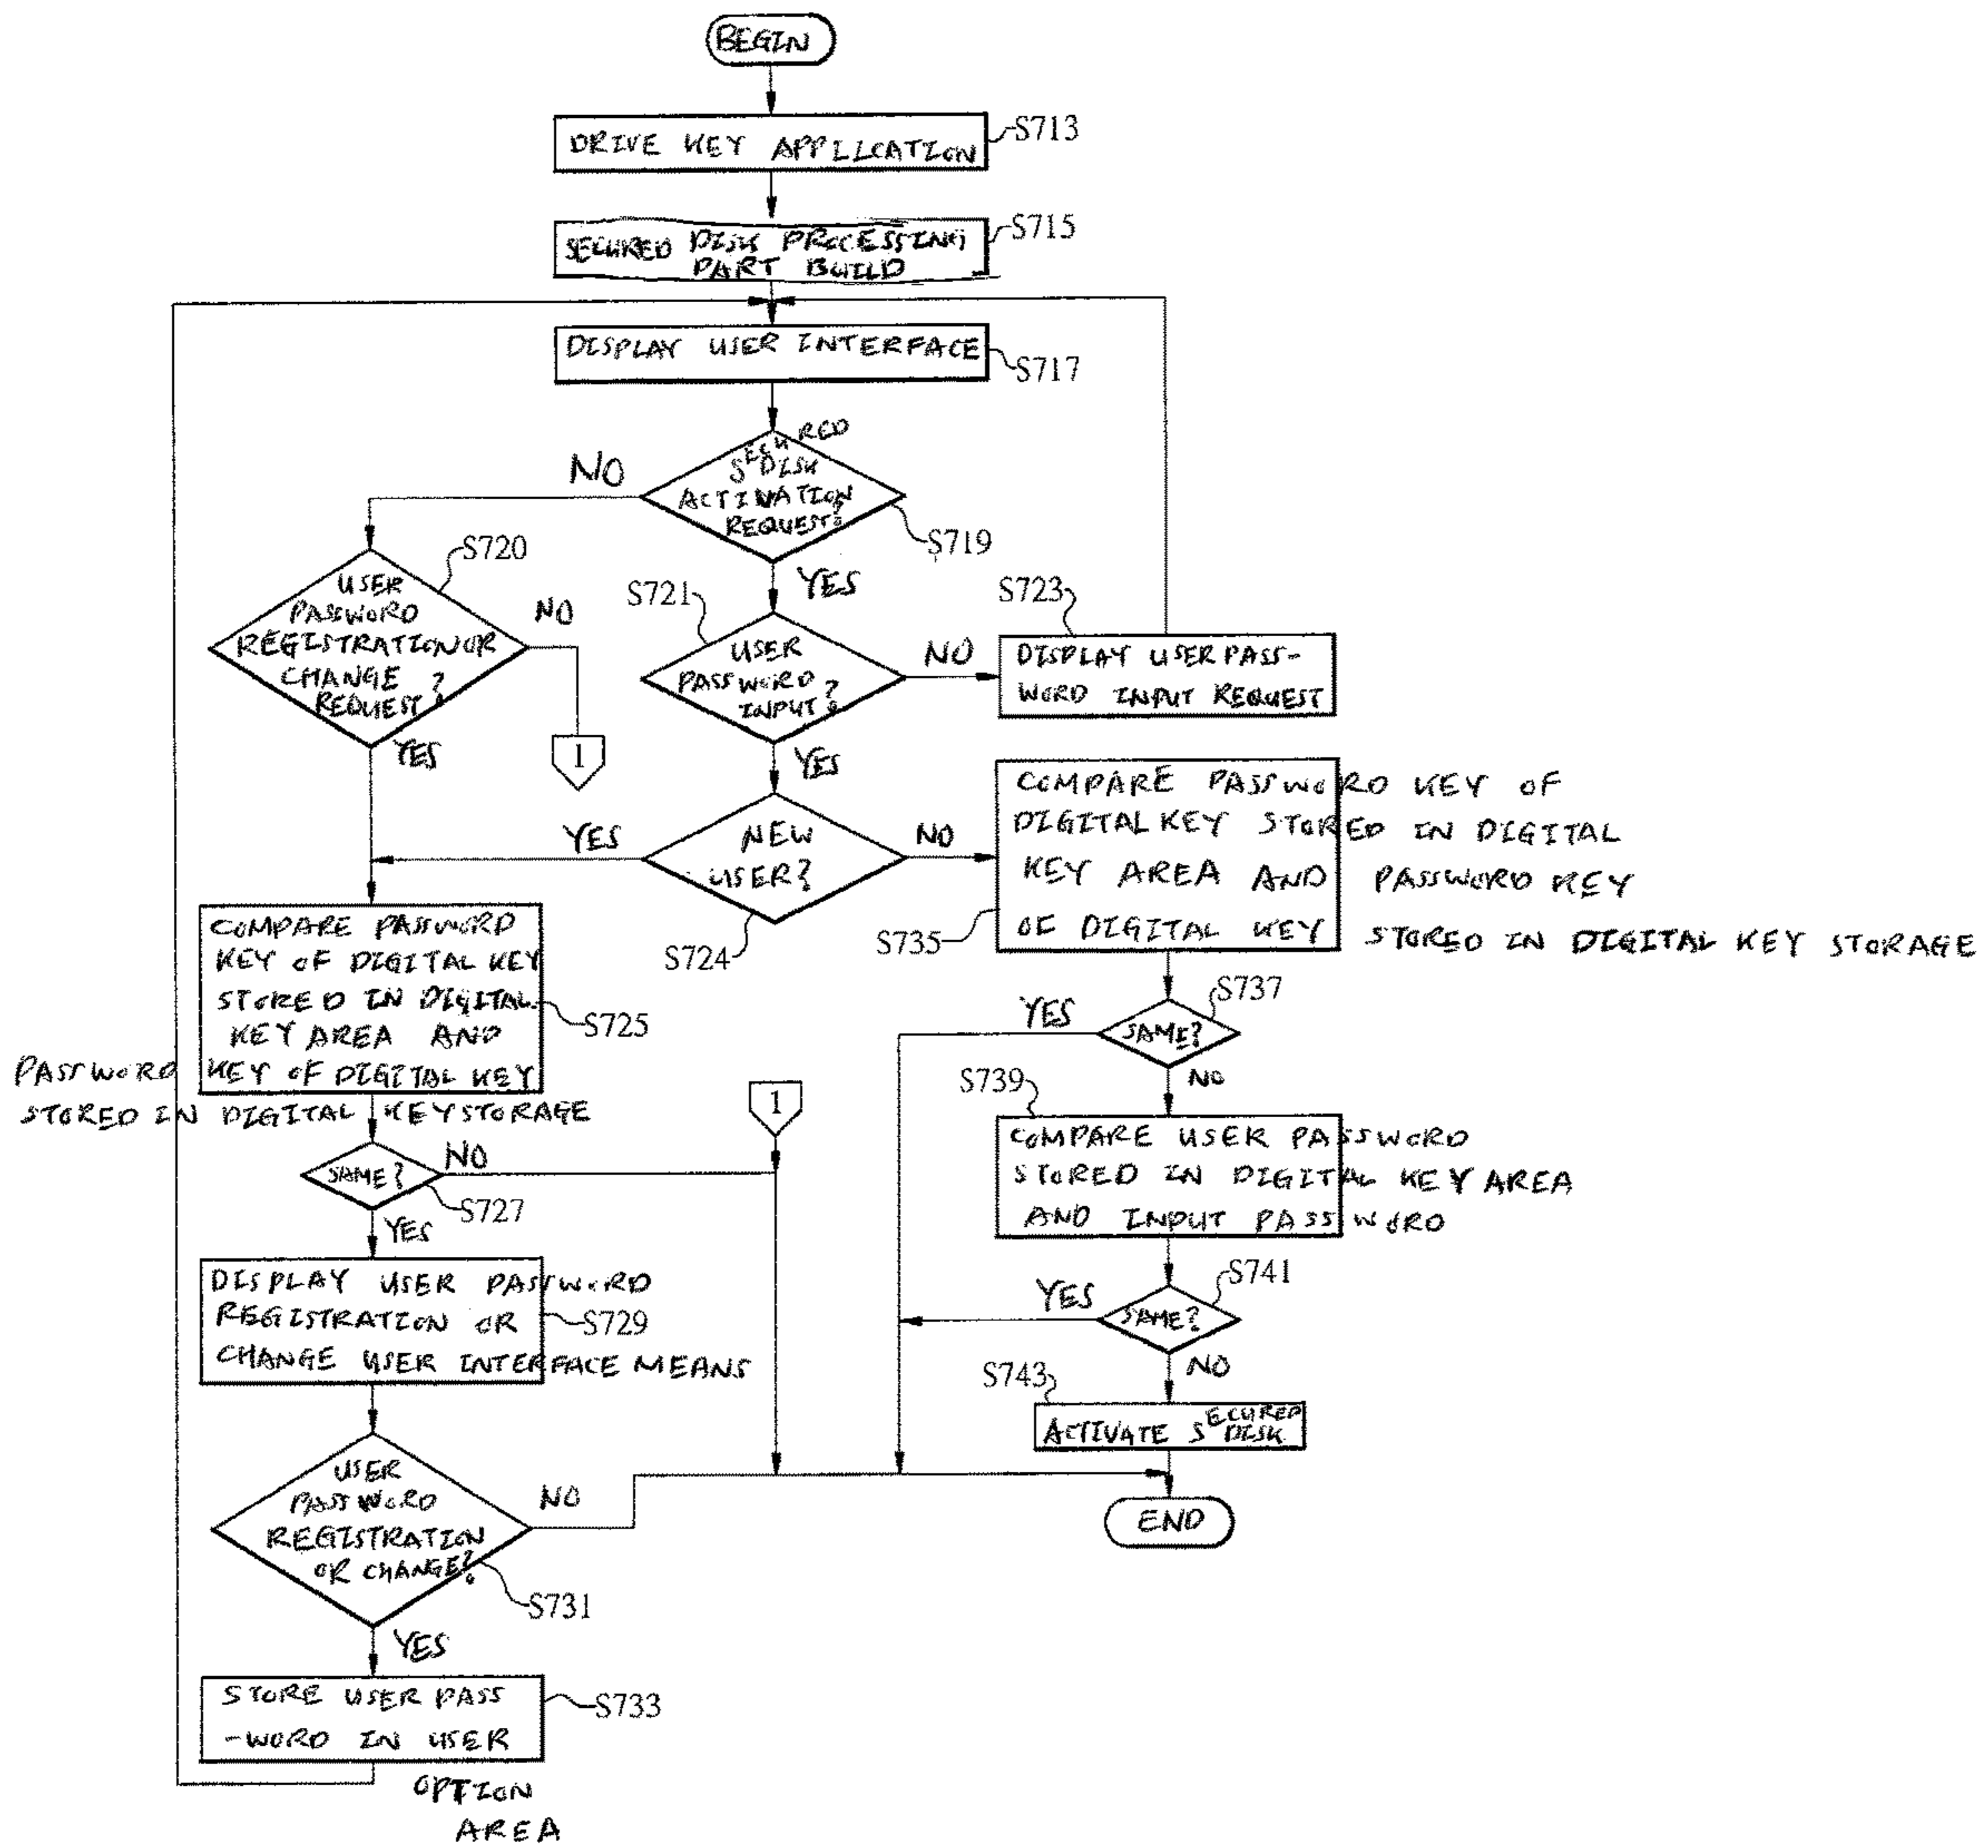 BEGIN
DRIVE KEY APPILICATION
S713
SECURED DISK PROCESSING
PART BUILD
S715
DISPLAY USER INTERFACE
S717
SECURED
DISK
ACTIVATION
REQUEST?
S719
NO
YES
S720
USER
PASSWORD
REGISTRATION OR
CHANGE
REQUEST?
NO
YES
1
S721
USER
PASSWORD
INPUT?
NO
YES
S723
DISPLAY USER PASS-
WORD INPUT REQUEST
NEW
USER?
YES
NO
S724
COMPARE PASSWORD KEY OF
DIGITAL KEY STORED IN DIGITAL
KEY AREA AND PASSWORD KEY
OF DIGITAL KEY STORED IN DIGITAL KEY STORAGE
S735
COMPARE PASSWORD
KEY OF DIGITAL KEY
STORED IN DIGITAL
KEY AREA AND
PASSWORD KEY OF DIGITAL KEY
STORED IN DIGITAL KEY STORAGE
S725
SAME?
YES
NO
S737
1
SAME?
NO
YES
S727
S739
COMPARE USER PASSWORD
STORED IN DIGITAL KEY AREA
AND INPUT PASSWORD
DISPLAY USER PASSWORD
REGISTRATION OR
CHANGE USER INTERFACE MEANS
S729
SAME?
YES
NO
S741
S743
ACTIVATE SECURED
DISK
USER
PASSWORD
REGISTRATION
OR CHANGE?
NO
YES
S731
END
STORE USER PASS
-WORD IN USER
OPTION
AREA
S733